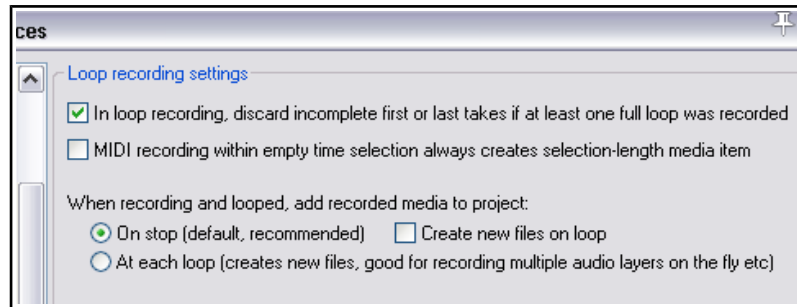 ces
Loop recording settings
In loop recording, discard incomplete first or last takes if at least one full loop was recorded
MIDI recording within empty time selection always creates selection-length media item
When recording and looped, add recorded media to project:
On stop (default, recommended) Create new files on loop
At each loop (creates new files, good for recording multiple audio layers on the fly etc)